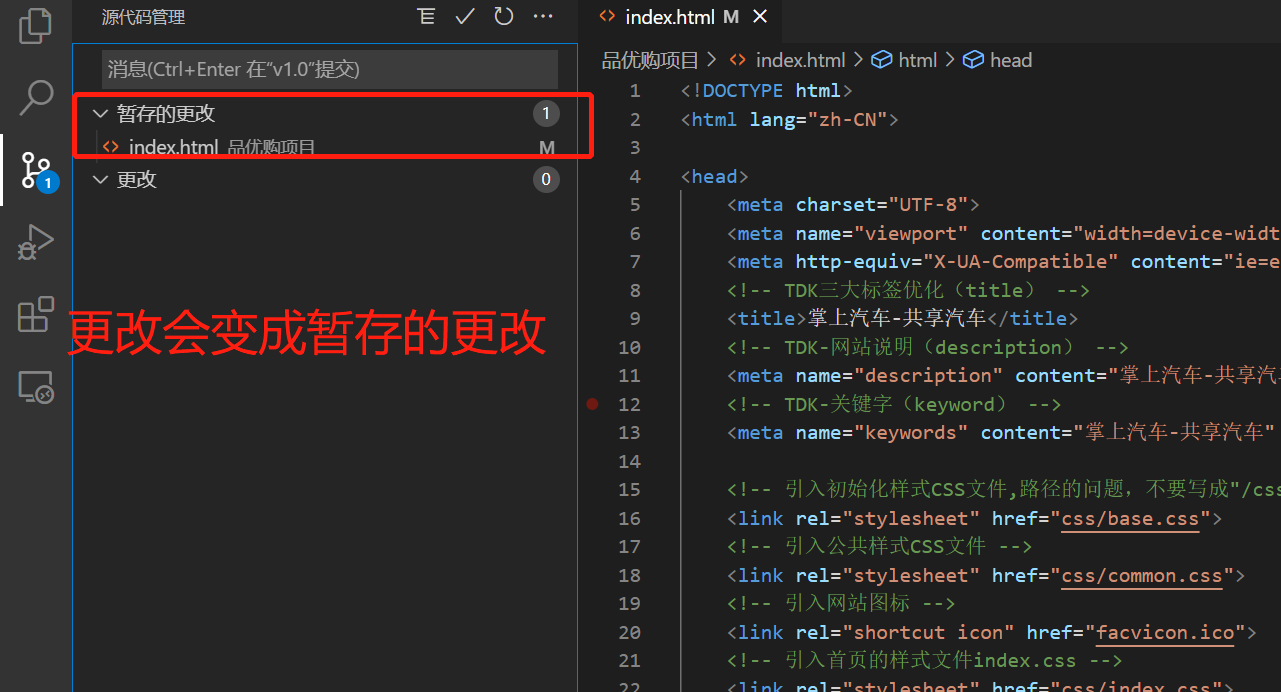 源代码管理
消息(Ctrl+Enter 在“v1.0”提交)
暂存的更改 1
index.html 品优购项目 M
更改 0
1
更改会变成暂存的更改
index.html M
品优购项目 > index.html > html > head
1 <!DOCTYPE html>
2 <html lang="zh-CN">
3
4 <head>
5 <meta charset="UTF-8">
6 <meta name="viewport" content="width=device-widt
7 <meta http-equiv="X-UA-Compatible" content="ie=e
8 <!-- TDK三大标签优化（title） -->
9 <title>掌上汽车-共享汽车</title>
10 <!-- TDK-网站说明（description） -->
11 <meta name="description" content="掌上汽车-共享汽
12 <!-- TDK-关键字（keyword） -->
13 <meta name="keywords" content="掌上汽车-共享汽车"
14
15 <!-- 引入初始化样式CSS文件,路径的问题，不要写成"/css
16 <link rel="stylesheet" href="css/base.css">
17 <!-- 引入公共样式CSS文件 -->
18 <link rel="stylesheet" href="css/common.css">
19 <!-- 引入网站图标 -->
20 <link rel="shortcut icon" href="facvicon.ico">
21 <!-- 引入首页的样式文件index.css -->
22 <link rel="stylesheet" href="css/index.css">